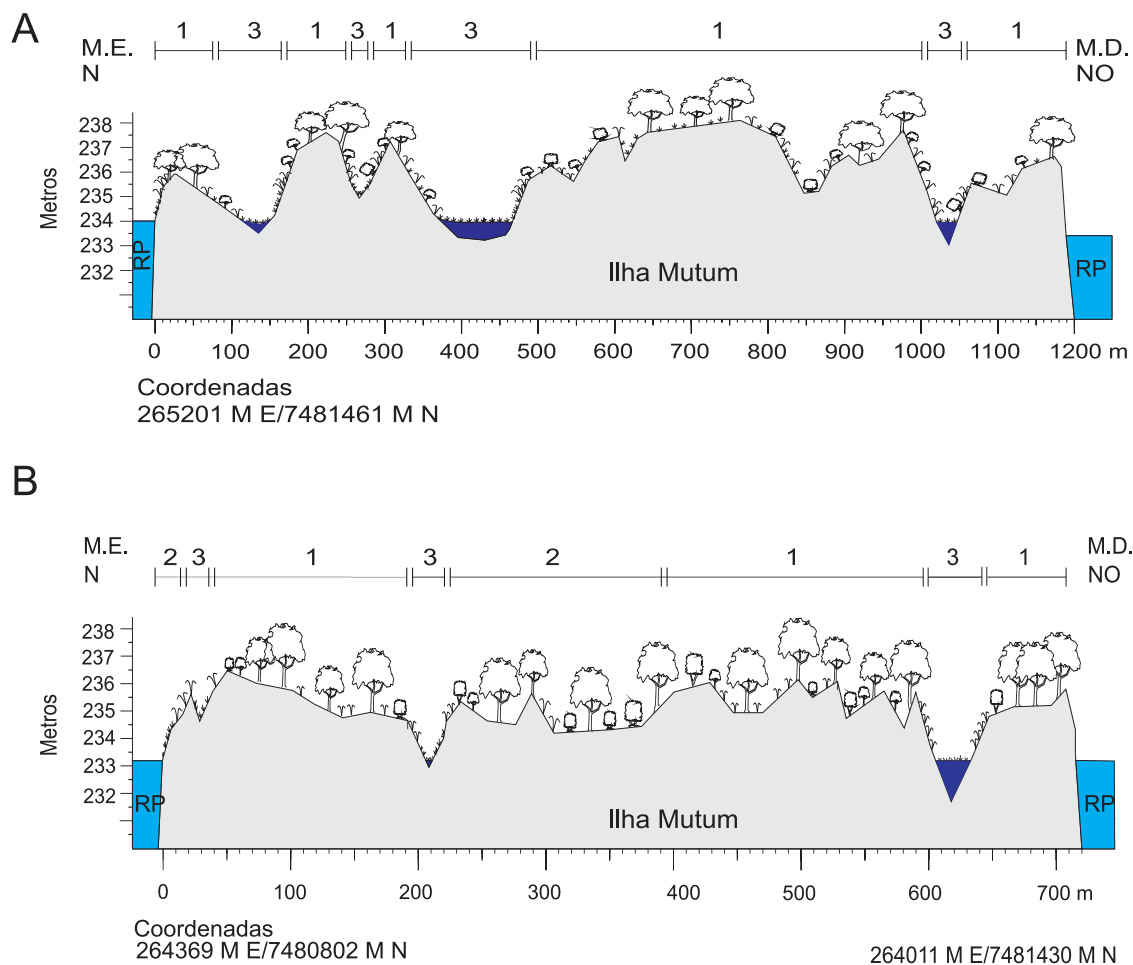 A
1 3 1 3 1 3 1 3 1
M.E. M.D.
N NO
238
237
236
235
234
233
232
Metros
RP Ilha Mutum RP
0 100 200 300 400 500 600 700 800 900 1000 1100 1200 m
Coordenadas
265201 M E/7481461 M N
B
M.E. M.D.
2 3 1 3 2 1 3 1
N NO
238
237
236
235
234
233
232
Metros
RP Ilha Mutum RP
0 100 200 300 400 500 600 700 m
Coordenadas
264369 M E/7480802 M N 264011 M E/7481430 M N